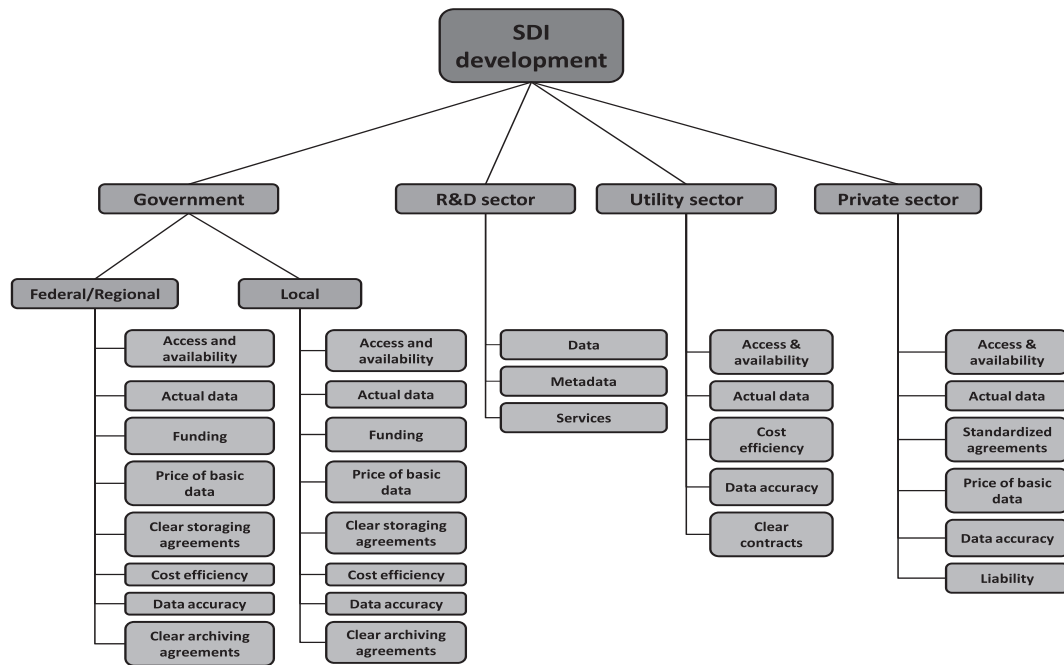 SDI
development
Government
R&D sector
Utility sector
Private sector
Federal/Regional
Local
Access and
availability
Actual data
Funding
Price of basic
data
Clear storaging
agreements
Cost efficiency
Data accuracy
Clear archiving
agreements
Access and
availability
Actual data
Funding
Price of basic
data
Clear storaging
agreements
Cost efficiency
Data accuracy
Clear archiving
agreements
Data
Metadata
Services
Access &
availability
Actual data
Cost
efficiency
Data accuracy
Clear
contracts
Access &
availability
Actual data
Standardized
agreements
Price of basic
data
Data accuracy
Liability